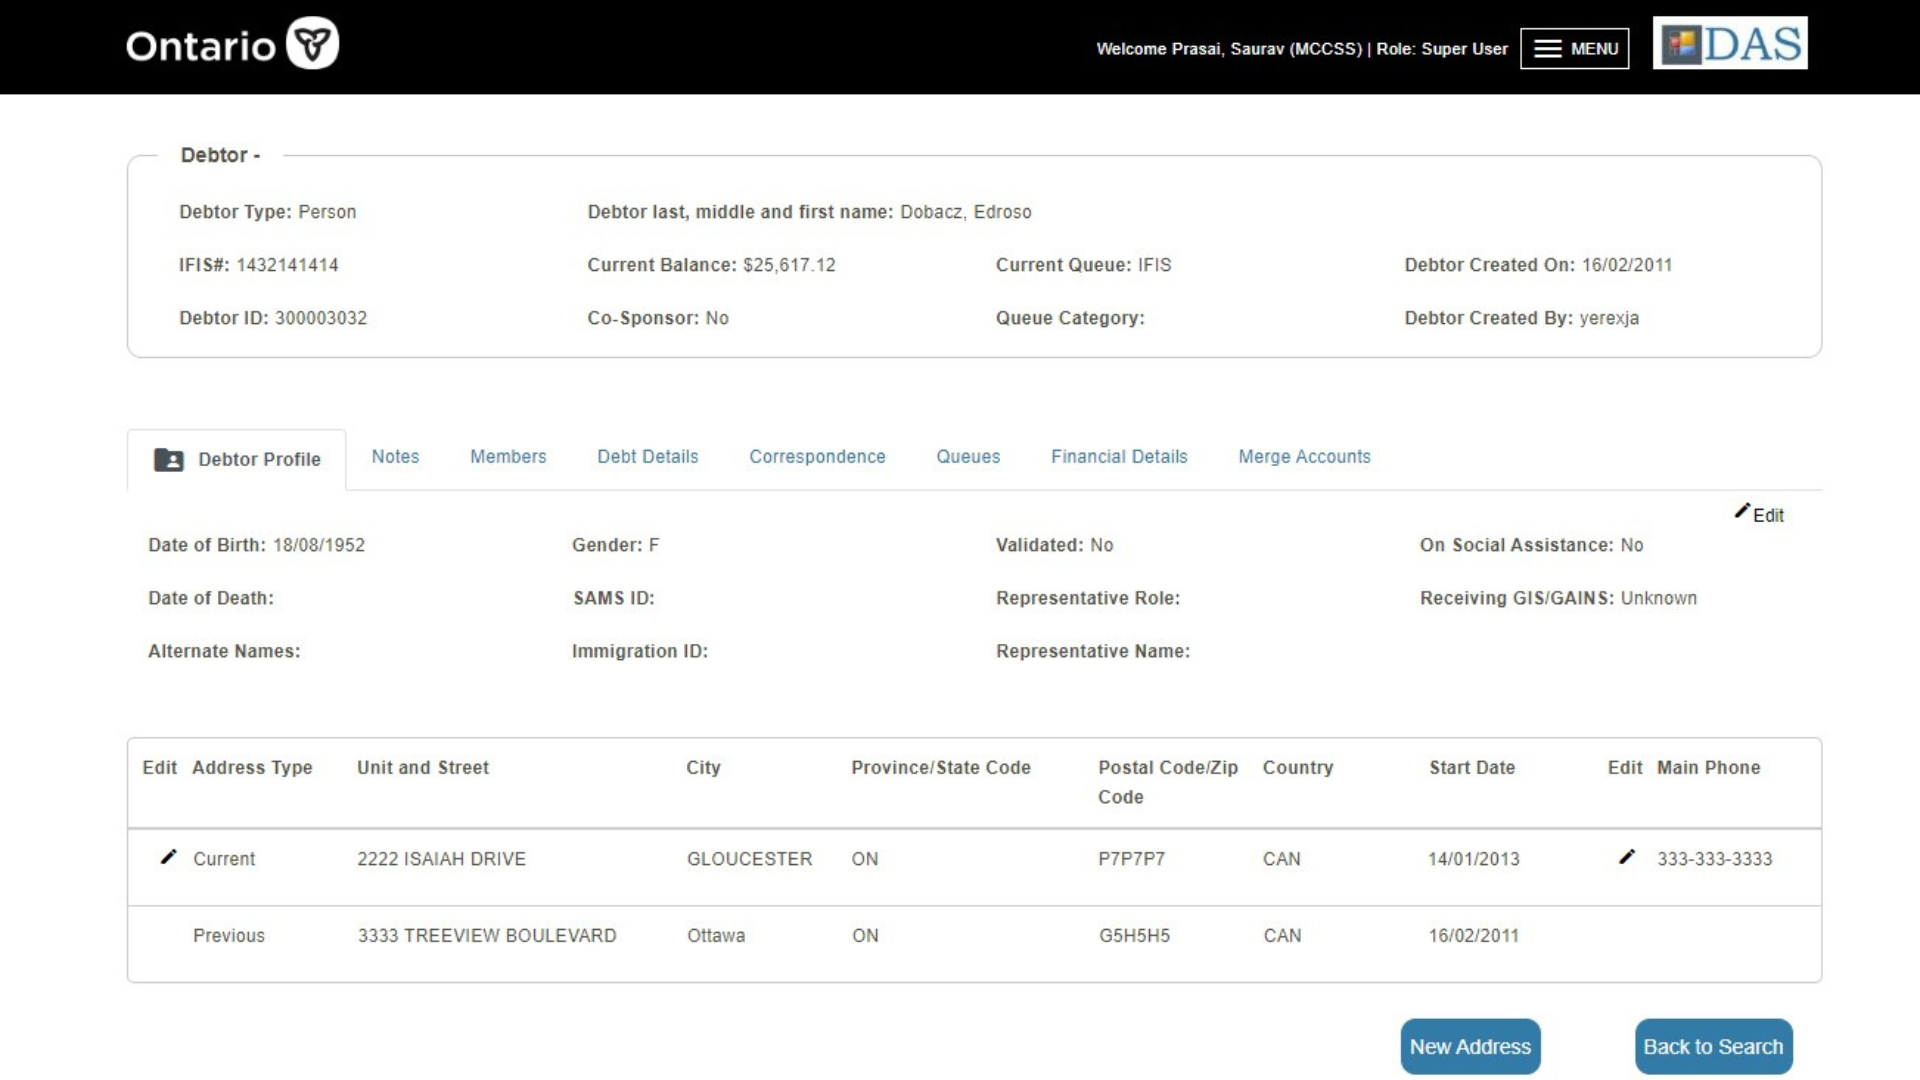 Ontario
Welcome Prasai, Saurav (MCCSS) | Role: Super User
MENU
DAS
Debtor -
Debtor Type: Person
Debtor last, middle and first name: Dobacz, Edroso
IFIS#: 1432141414
Current Balance: $25,617.12
Current Queue: IFIS
Debtor Created On: 16/02/2011
Debtor ID: 300003032
Co-Sponsor: No
Queue Category:
Debtor Created By: yerexja
Debtor Profile
Notes
Members
Debt Details
Correspondence
Queues
Financial Details
Merge Accounts
Edit
Date of Birth: 18/08/1952
Gender: F
Validated: No
On Social Assistance: No
Date of Death:
SAMS ID:
Representative Role:
Receiving GIS/GAINS: Unknown
Alternate Names:
Immigration ID:
Representative Name:
Edit Address Type Unit and Street City Province/State Code Postal Code/Zip Code Country Start Date Edit Main Phone
Current 2222 ISAIAH DRIVE GLOUCESTER ON P7P7P7 CAN 14/01/2013 333-333-3333
Previous 3333 TREEVIEW BOULEVARD Ottawa ON G5H5H5 CAN 16/02/2011
New Address
Back to Search